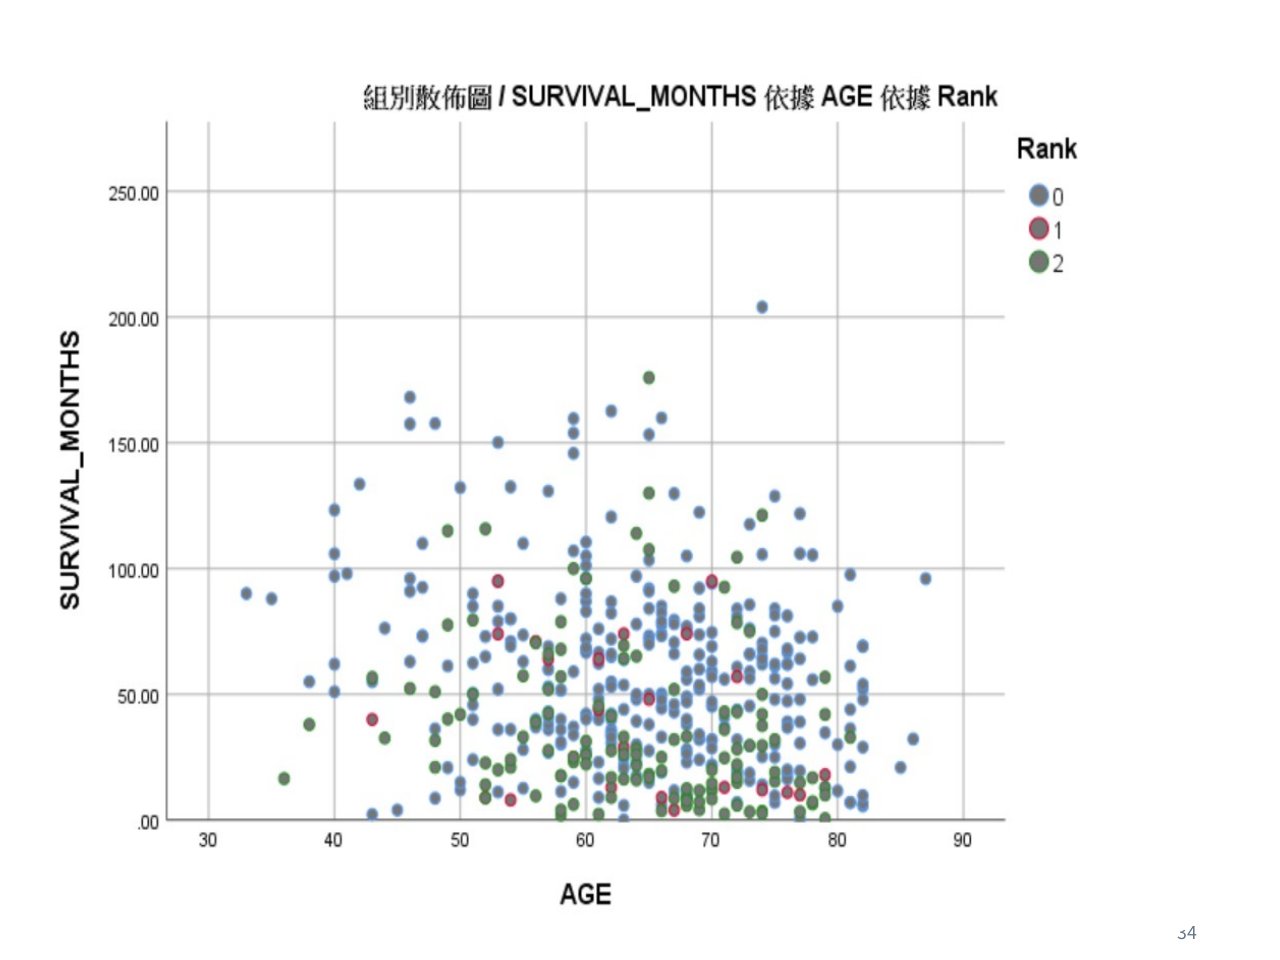 組別散佈圖 / SURVIVAL_MONTHS 依據 AGE 依據 Rank
Rank
0
1
2
250.00
200.00
150.00
100.00
50.00
.00
SURVIVAL_MONTHS
30 40 50 60 70 80 90
AGE
34